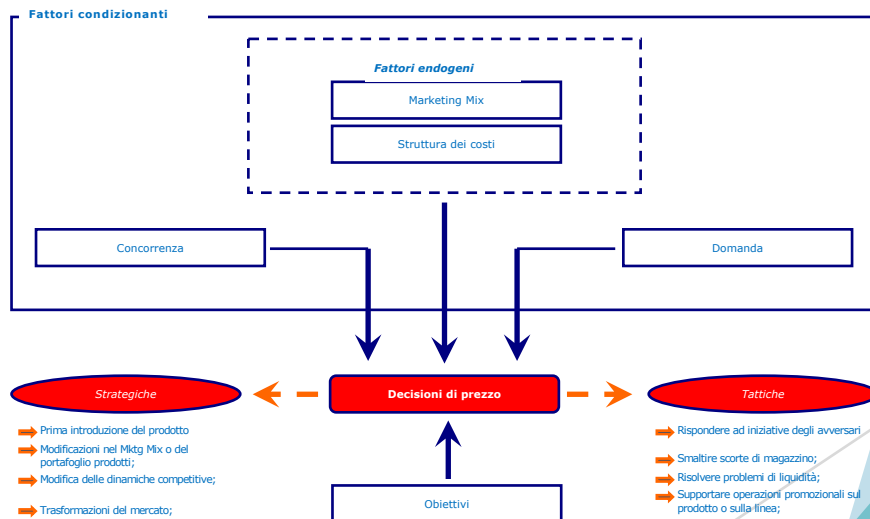 Fattori condizionanti
Fattori endogeni
Marketing Mix
Struttura dei costi
Concorrenza
Domanda
Strategiche
Decisioni di prezzo
Tattiche
Prima introduzione del prodotto
Modificazioni nel Mktg Mix o del
portafoglio prodotti;
Modifica delle dinamiche competitive;
Trasformazioni del mercato;
Obiettivi
Rispondere ad iniziative degli avversari
Smaltire scorte di magazzino;
Risolvere problemi di liquidità;
Supportare operazioni promozionali sul
prodotto o sulla linea;